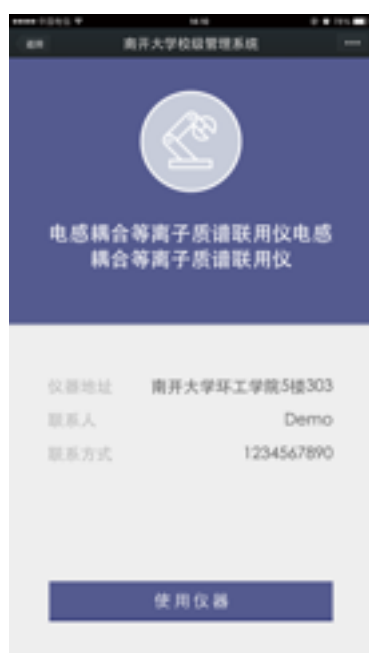 返回 南开大学校级管理系统
电感耦合等离子质谱联用仪电感
耦合等离子质谱联用仪
仪器地址 南开大学环工学院5楼303
联系人 Demo
联系方式 1234567890
使用仪器